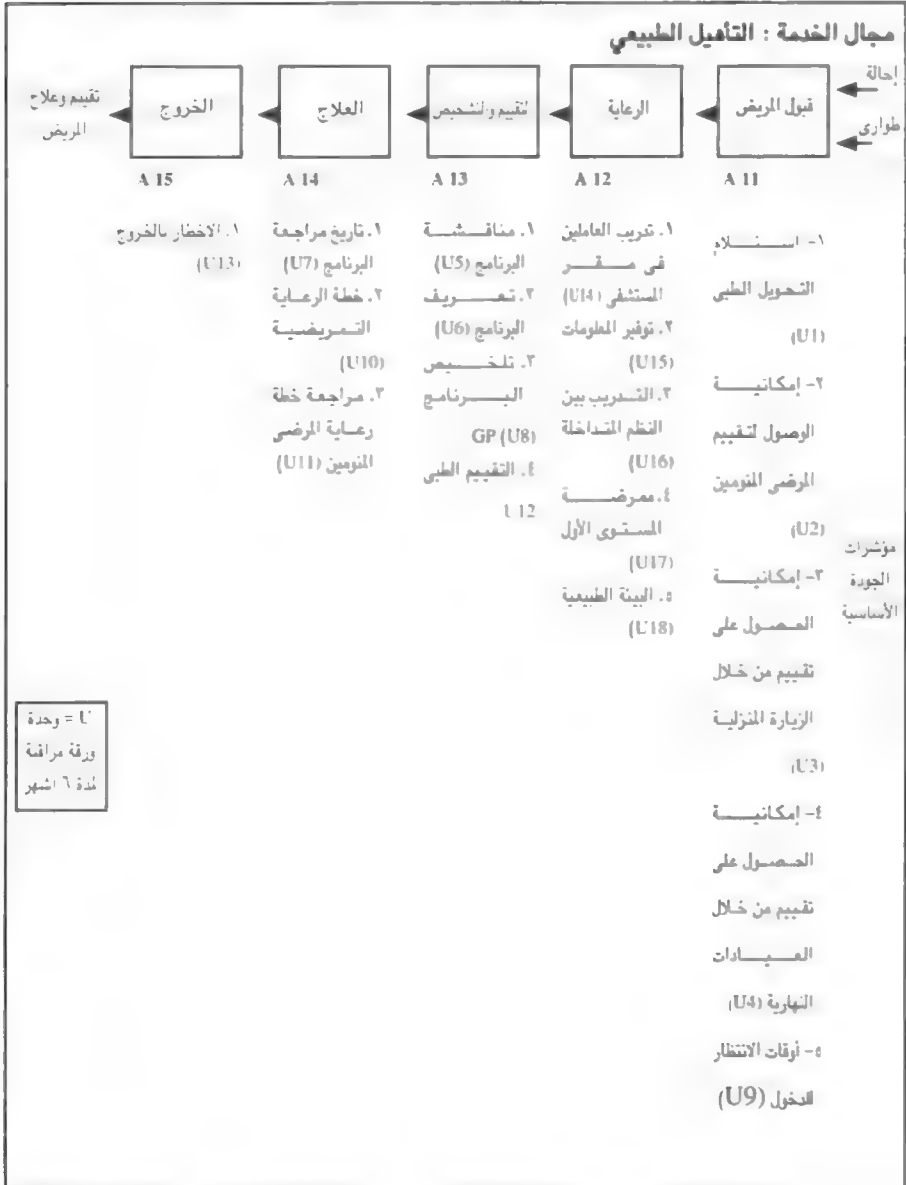 مجال الخدمة : التأهيل الطبيعي
إحالة
طوارئ
قبول المريض
الرعاية
التقييم والتشخيص
العلاج
الخروج
تقييم وعلاج
المريض
A 11
A 12
A 13
A 14
A 15
مؤشرات
الجودة
الأساسية
١- استلام
التحويل الطبي
(U1)
٢- إمكانية
الوصول لتقييم
المرضى المنومين
(U2)
٣- إمكانية
الحصول على
تقييم من خلال
الزيارة المنزلية
(U3)
٤- إمكانية
الحصول على
تقييم من خلال
العيادات
النهارية (U4)
٥- أوقات الانتظار
للدخول (U9)
١. تدريب العاملين
في مقر
المستشفى (U14)
٢. توفير المعلومات
(U15)
٣. التدريب بين
النظم المتداخلة
(U16)
٤. ممرضة
المستوى الأول
(U17)
٥. البيئة الطبيعية
(U18)
١. مناقشة
البرنامج (U5)
٢. تعريف
البرنامج (U6)
٣. تلخيص
البرنامج
GP (U8)
٤. التقييم الطبي
U12
١. تاريخ مراجعة
البرنامج (U7)
٢. خطة الرعاية
التمريضية
(U10)
٣. مراجعة خطة
رعاية المرضى
المنومين (U11)
١. الاخطار بالخروج
(U13)
U = وحدة
ورقة مراقبة
لمدة ٦ اشهر